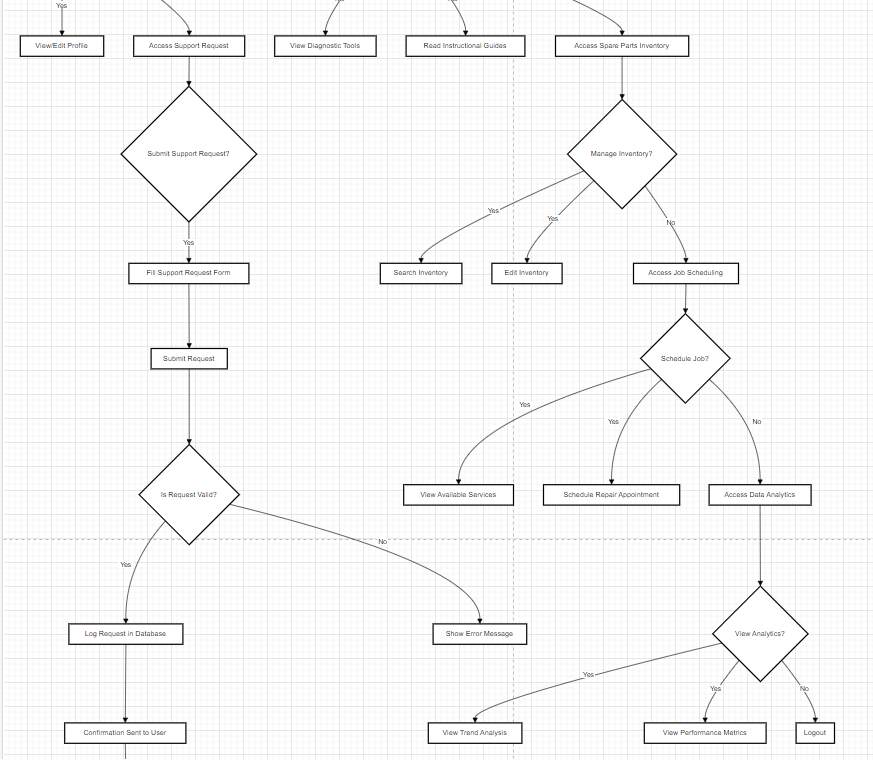 Yes
View/Edit Profile
Access Support Request
View Diagnostic Tools
Read Instructional Guides
Access Spare Parts Inventory
Submit Support Request?
Manage Inventory?
Yes
Yes
No
Yes
Fill Support Request Form
Search Inventory
Edit Inventory
Access Job Scheduling
Submit Request
Schedule Job?
Yes
Yes
No
Is Request Valid?
View Available Services
Schedule Repair Appointment
Access Data Analytics
No
Yes
Log Request in Database
Show Error Message
View Analytics?
Yes
Yes
No
Confirmation Sent to User
View Trend Analysis
View Performance Metrics
Logout